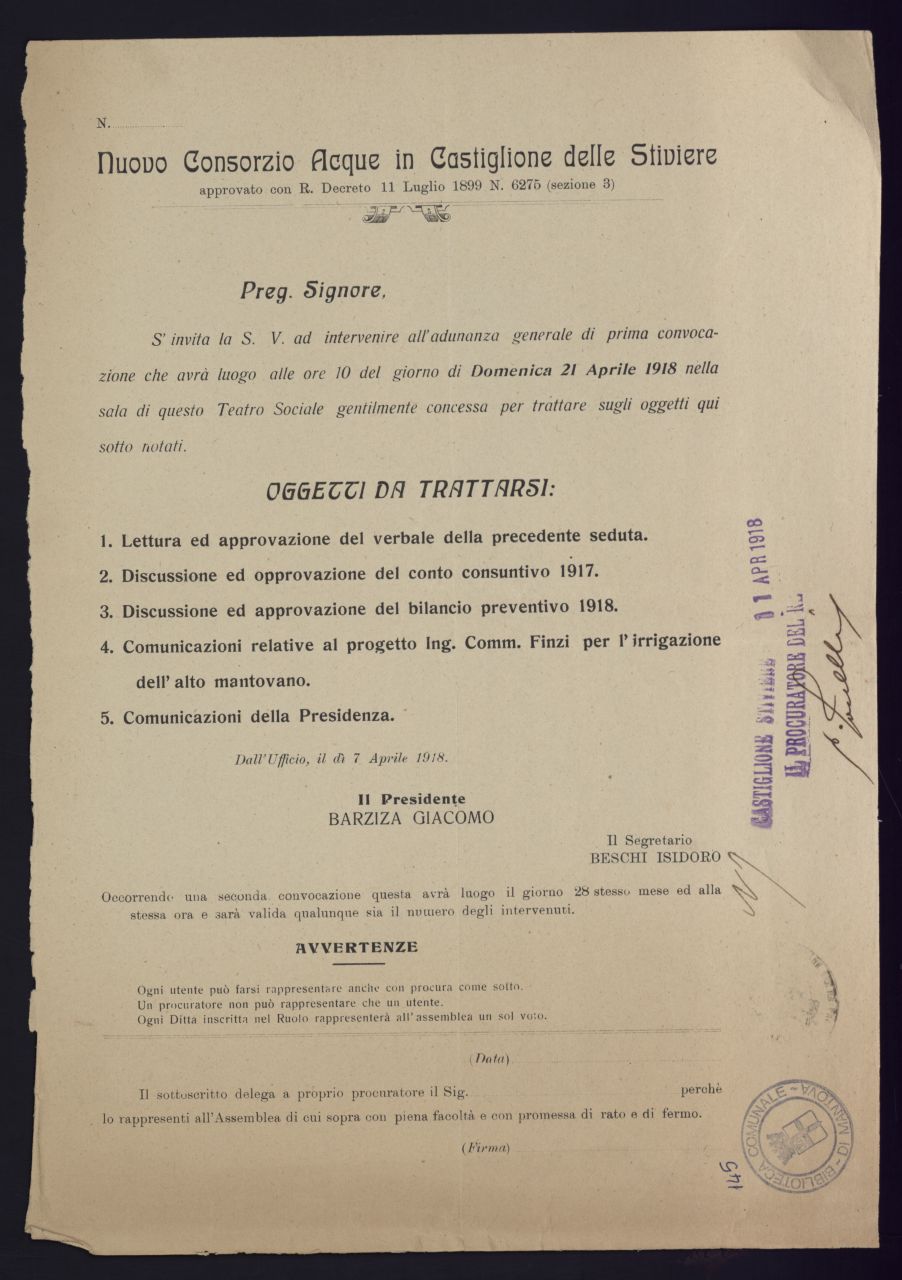 N.
Nuovo Consorzio Acque in Castiglione delle Stiviere
approvato con R. Decreto 11 Luglio 1899 N. 6275 (sezione 3)
Preg. Signore,
S' invita la S. V. ad intervenire all'adunanza generale di prima convoca-
zione che avrà luogo alle ore 10 del giorno di Domenica 21 Aprile 1918 nella
sala di questo Teatro Sociale gentilmente concessa per trattare sugli oggetti qui
sotto notati.
OGGETTI DA TRATTARSI:
1. Lettura ed approvazione del verbale della precedente seduta.
2. Discussione ed opprovazione del conto consuntivo 1917.
3. Discussione ed approvazione del bilancio preventivo 1918.
4. Comunicazioni relative al progetto Ing. Comm. Finzi per l' irrigazione
dell' alto mantovano.
5. Comunicazioni della Presidenza.
Dall'Ufficio, il dì 7 Aprile 1918.
Il Presidente
BARZIZA GIACOMO
Il Segretario
BESCHI ISIDORO
Occorrendo una seconda convocazione questa avrà luogo il giorno 28 stesso mese ed alla
stessa ora e sarà valida qualunque sia il numero degli intervenuti.
AVVERTENZE
Ogni utente può farsi rappresentare anche con procura come sotto.
Un procuratore non può rappresentare che un utente.
Ogni Ditta inscritta nel Ruolo rappresenterà all'assemblea un sol voto.
(Data)
Il sottoscritto delega a proprio procuratore il Sig. perchè
lo rappresenti all'Assemblea di cui sopra con piena facoltà e con promessa di rato e di fermo.
(Firma)
CASTIGLIONE STIVIERE 11 APR 1918
IL PROCURATORE DEL
BIBLIOTECA COMUNALE - DI MANTOVA
145